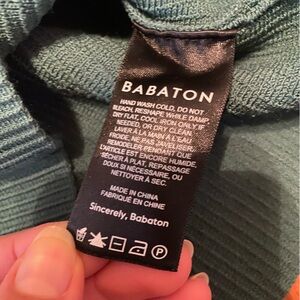 BABATON
HAND WASH COLD, DO NOT
BLEACH, RESHAPE WHILE DAMP
DRY FLAT, COOL IRON ONLY IF
NEEDED, OR DRY CLEAN.
LAVER À LA MAIN À L'EAU
FROIDE, NE PAS JAVELLISER,
REMODELER PENDANT QUE
L'ARTICLE EST ENCORE HUMIDE
SÉCHER À PLAT, REPASSAGE
DOUX SI NÉCESSAIRE, OU
NETTOYER À SEC.
MADE IN CHINA
FABRIQUÉ EN CHINE
Sincerely, Babaton
P